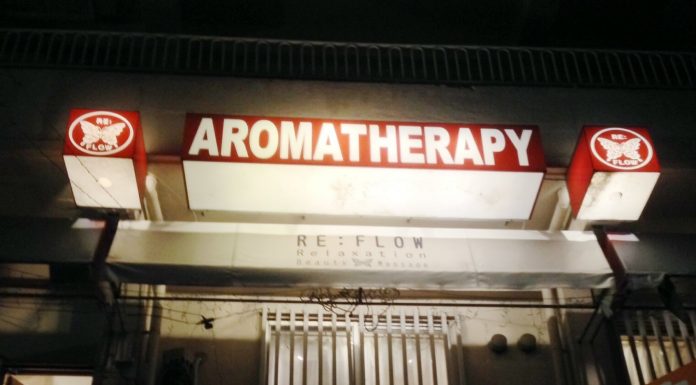 RE:
FLOW
AROMATHERAPY
RE:
FLOW
RE:FLOW
Relaxation
Beauty Massage